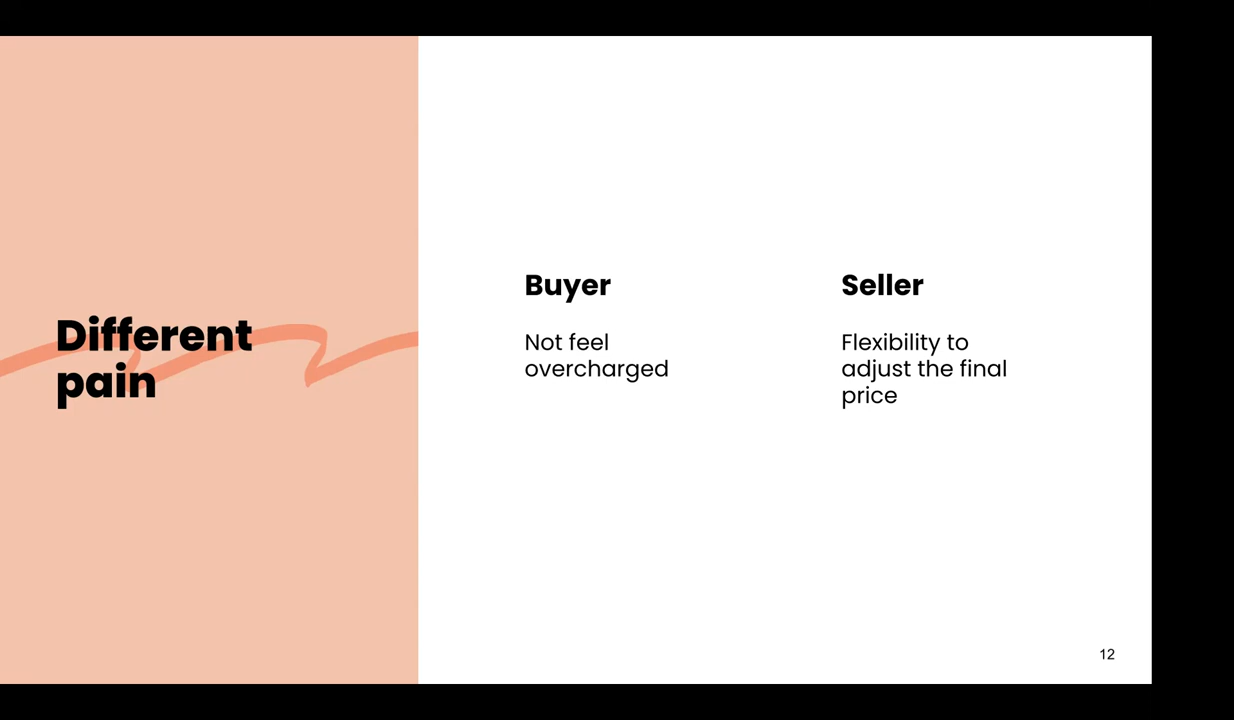 Different
pain
Buyer
Not feel
overcharged
Seller
Flexibility to
adjust the final
price
12